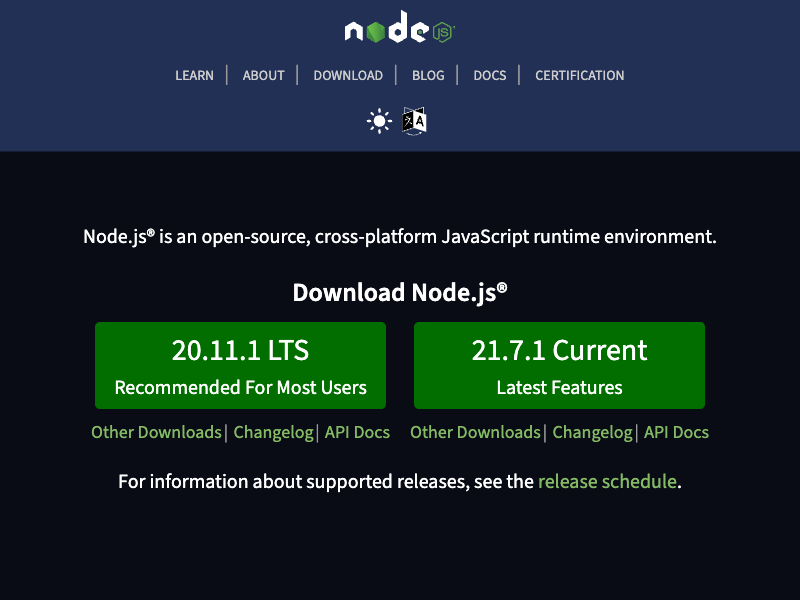 node JS
LEARN | ABOUT | DOWNLOAD | BLOG | DOCS | CERTIFICATION
文 A
Node.js® is an open-source, cross-platform JavaScript runtime environment.
Download Node.js®
20.11.1 LTS
Recommended For Most Users
21.7.1 Current
Latest Features
Other Downloads | Changelog | API Docs
Other Downloads | Changelog | API Docs
For information about supported releases, see the release schedule.